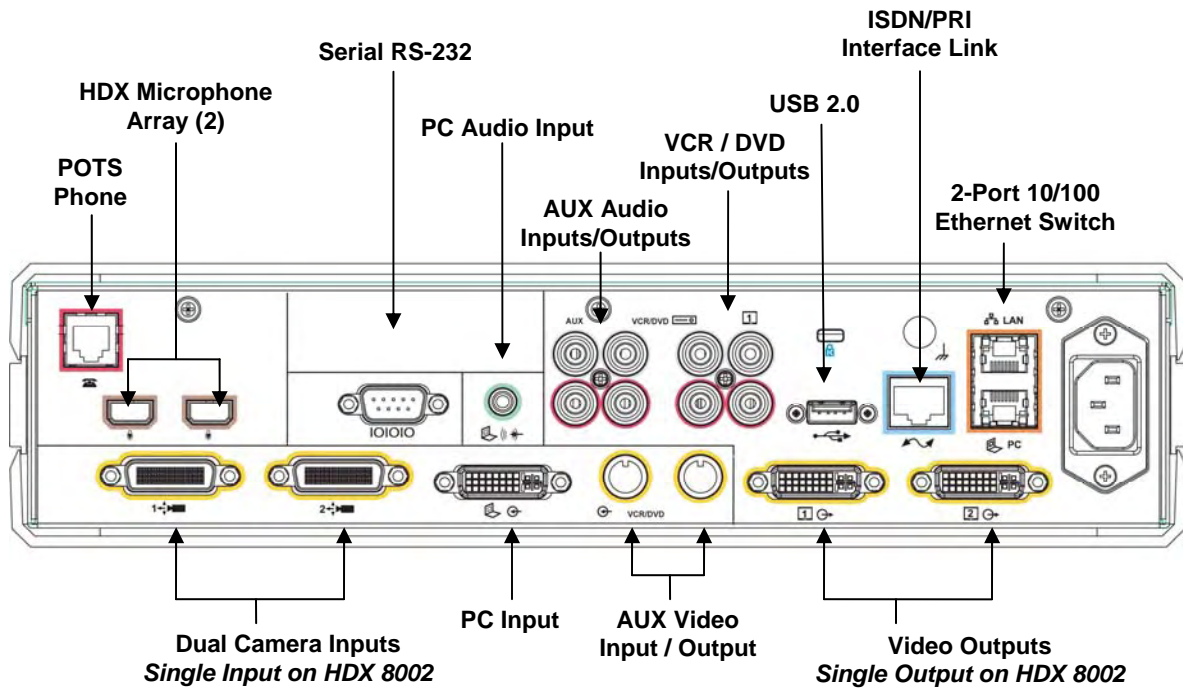 ISDN/PRI
Interface Link
Serial RS-232
HDX Microphone
Array (2)
USB 2.0
PC Audio Input
VCR / DVD
Inputs/Outputs
POTS
Phone
2-Port 10/100
Ethernet Switch
AUX Audio
Inputs/Outputs
AUX
VCR/DVD
1
LAN
IOIOIO
PC
1
2
VCR/DVD
1
2
PC Input
AUX Video
Input / Output
Dual Camera Inputs
Single Input on HDX 8002
Video Outputs
Single Output on HDX 8002